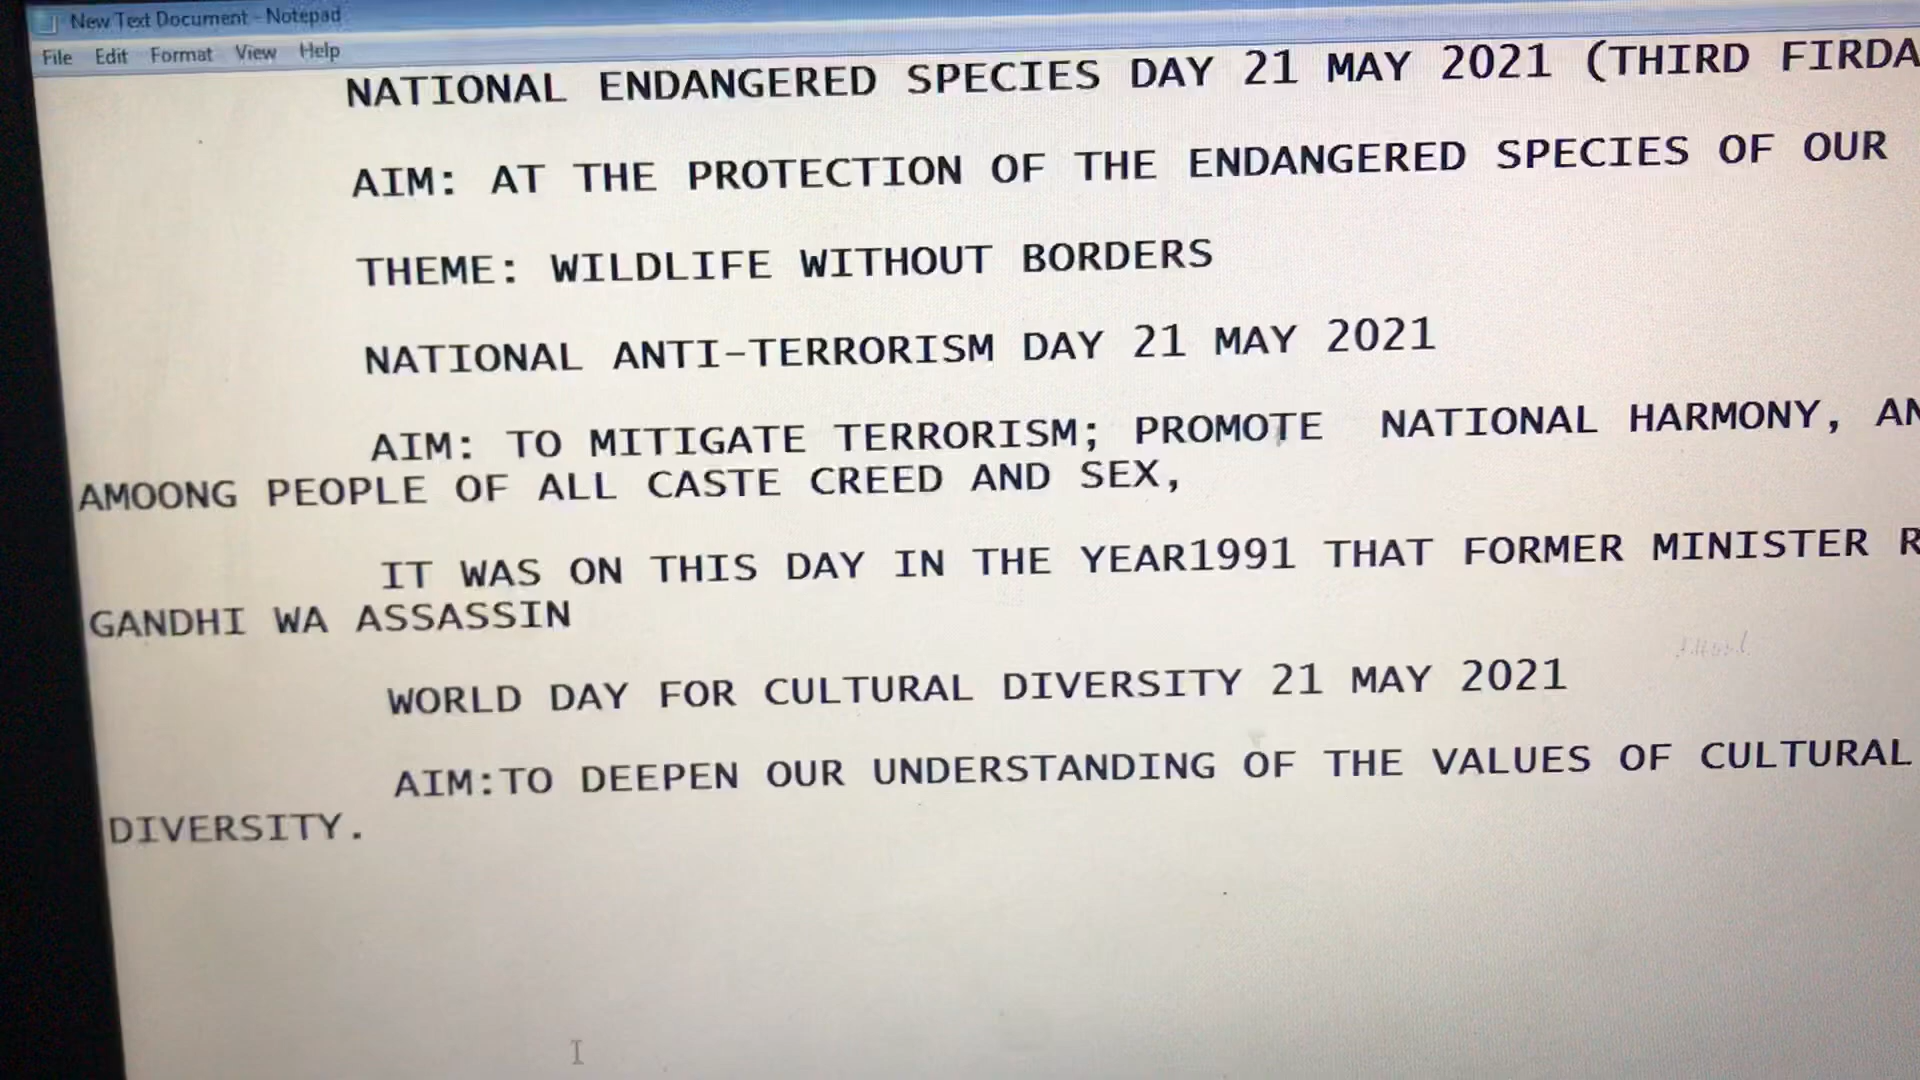 New Text Document - Notepad
File Edit Format View Help
NATIONAL ENDANGERED SPECIES DAY 21 MAY 2021 (THIRD FIRDA
AIM: AT THE PROTECTION OF THE ENDANGERED SPECIES OF OUR
THEME: WILDLIFE WITHOUT BORDERS
NATIONAL ANTI-TERRORISM DAY 21 MAY 2021
AIM: TO MITIGATE TERRORISM; PROMOTE NATIONAL HARMONY, AN
AMOONG PEOPLE OF ALL CASTE CREED AND SEX,
IT WAS ON THIS DAY IN THE YEAR1991 THAT FORMER MINISTER R
GANDHI WA ASSASSIN
WORLD DAY FOR CULTURAL DIVERSITY 21 MAY 2021
AIM:TO DEEPEN OUR UNDERSTANDING OF THE VALUES OF CULTURAL
DIVERSITY.